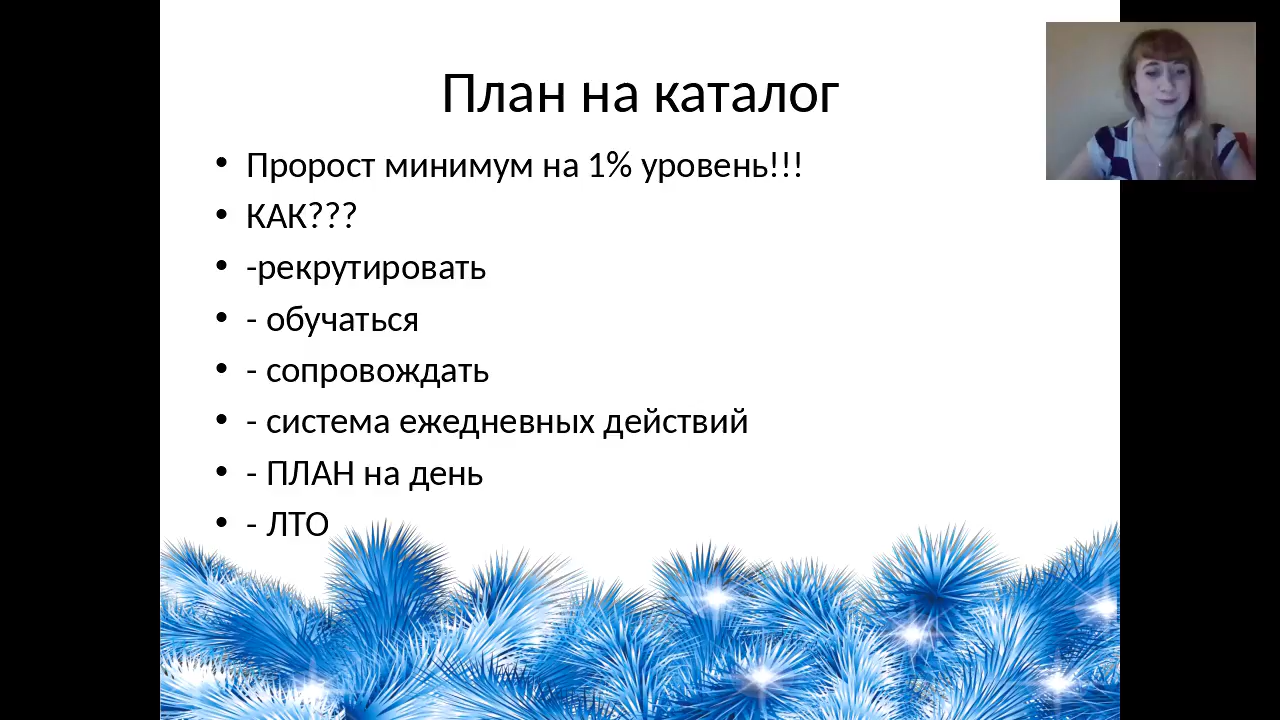 План на каталог
• Пророст минимум на 1% уровень!!!
• КАК???
• -рекрутировать
• - обучаться
• - сопровождать
• - система ежедневных действий
• - ПЛАН на день
• - ЛТО